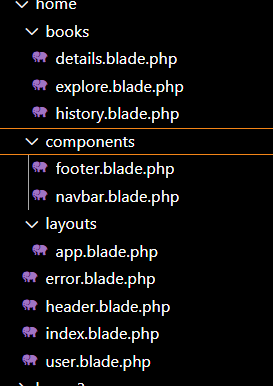 home
books
details.blade.php
explore.blade.php
history.blade.php
components
footer.blade.php
navbar.blade.php
layouts
app.blade.php
error.blade.php
header.blade.php
index.blade.php
user.blade.php